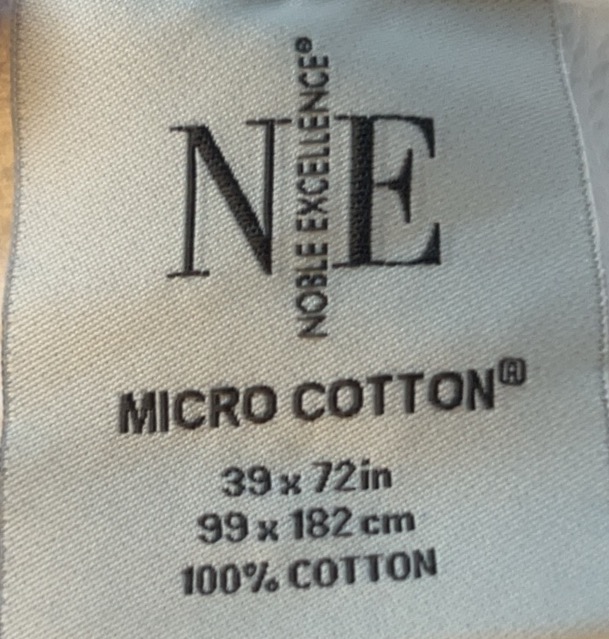 NE
NOBLE EXCELLENCE®
MICRO COTTON®
39 x 72in
99 x 182 cm
100% COTTON